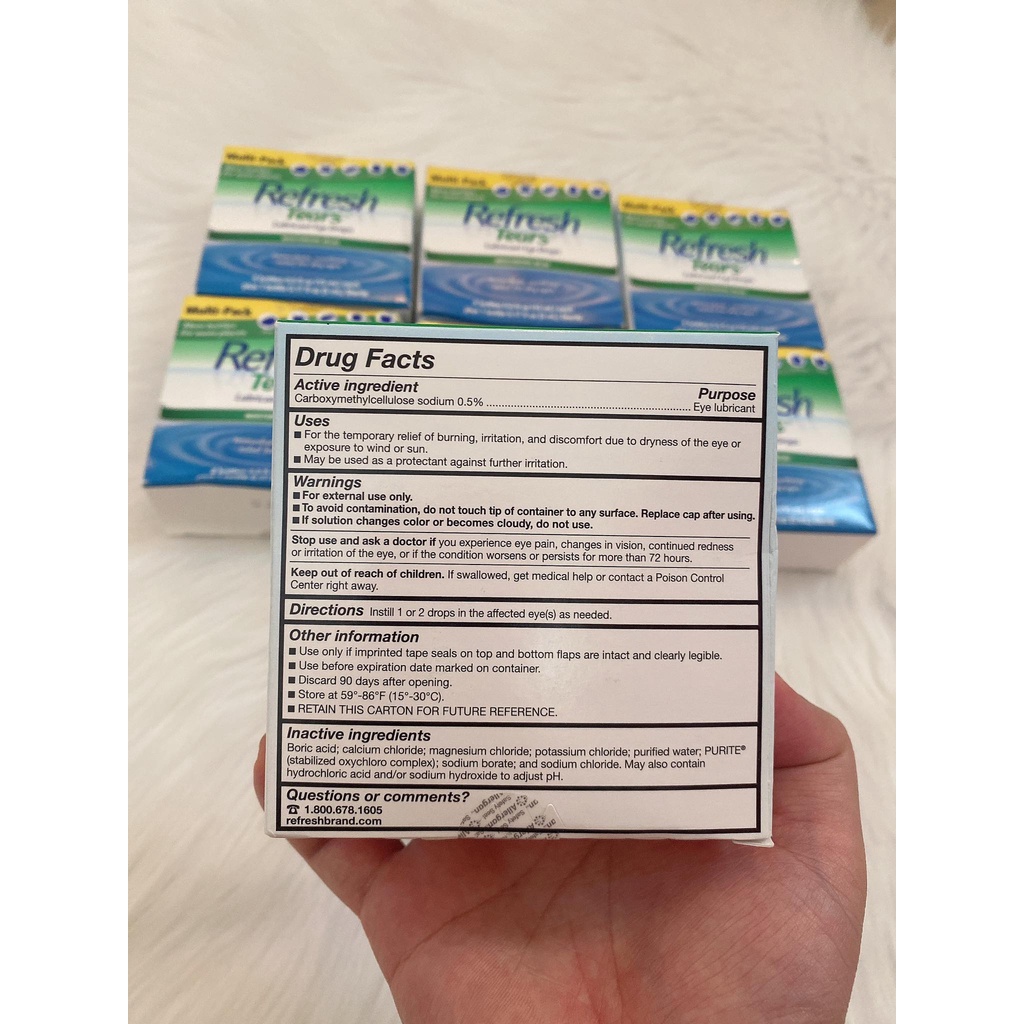 Multi-Pack
Refresh
Tears
Multi-Pack
Refresh
Tears
Multi-Pack
Refresh
Tears
Multi-Pack
Drug Facts
Active ingredient
Purpose
Carboxymethylcellulose sodium 0.5% ........ Eye lubricant
Uses
■ For the temporary relief of burning, irritation, and discomfort due to dryness of the eye or
exposure to wind or sun.
■ May be used as a protectant against further irritation.
Warnings
■ For external use only.
■ To avoid contamination, do not touch tip of container to any surface. Replace cap after using.
■ If solution changes color or becomes cloudy, do not use.
Stop use and ask a doctor if you experience eye pain, changes in vision, continued redness
or irritation of the eye, or if the condition worsens or persists for more than 72 hours.
Keep out of reach of children. If swallowed, get medical help or contact a Poison Control
Center right away.
Directions Instill 1 or 2 drops in the affected eye(s) as needed.
Other information
■ Use only if imprinted tape seals on top and bottom flaps are intact and clearly legible.
■ Use before expiration date marked on container.
■ Discard 90 days after opening.
■ Store at 59°-86°F (15°-30°C).
■ RETAIN THIS CARTON FOR FUTURE REFERENCE.
Inactive ingredients
Boric acid; calcium chloride; magnesium chloride; potassium chloride; purified water; PURITE®
(stabilized oxychloro complex); sodium borate; and sodium chloride. May also contain
hydrochloric acid and/or sodium hydroxide to adjust pH.
Questions or comments?
☎ 1.800.678.1605
refreshbrand.com
Allergan
Safety Seal